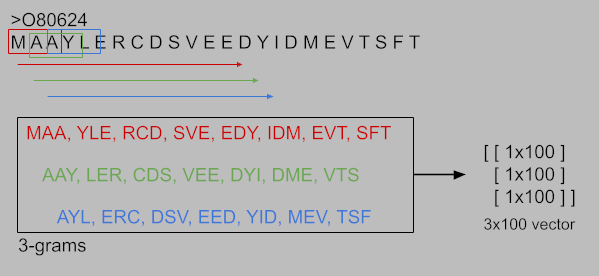 >O80624
MAAYLERCDSVEEDYIDMEVTSFT
MAA, YLE, RCD, SVE, EDY, IDM, EVT, SFT
AAY, LER, CDS, VEE, DYI, DME, VTS
AYL, ERC, DSV, EED, YID, MEV, TSF
3-grams
[ [ 1x100 ]
[ 1x100 ]
[ 1x100 ] ]
3x100 vector